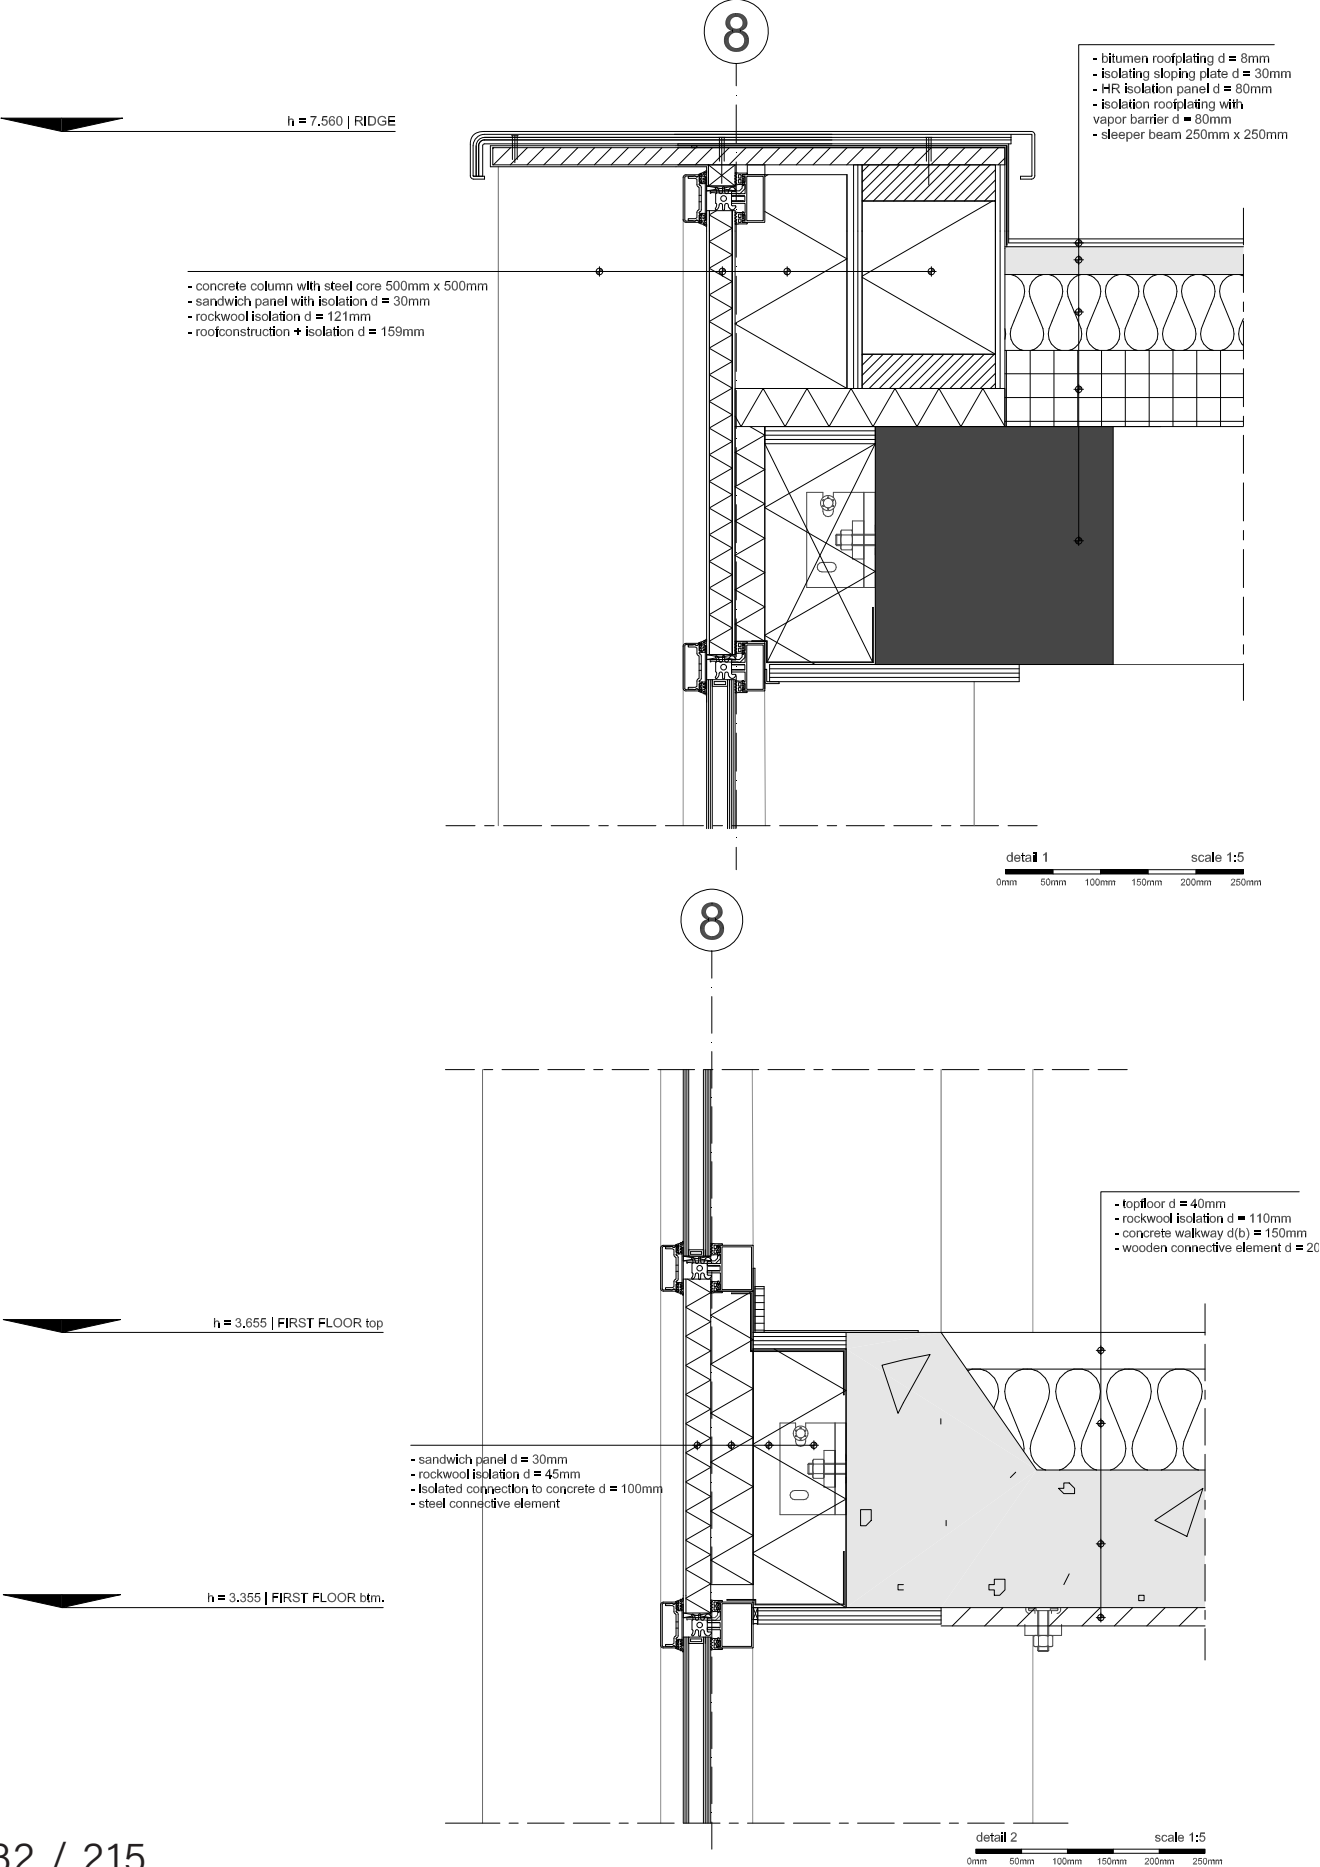 8
- bitumen roofplating d = 8mm
- isolating sloping plate d = 30mm
- HR isolation panel d = 80mm
- isolation roofplating with
vapor barrier d = 80mm
- sleeper beam 250mm x 250mm
h = 7.560 | RIDGE
- concrete column with steel core 500mm x 500mm
- sandwich panel with isolation d = 30mm
- rockwool isolation d = 121mm
- roofconstruction + isolation d = 159mm
detail 1 scale 1:5
0mm 50mm 100mm 150mm 200mm 250mm
8
- topfloor d = 40mm
- rockwool isolation d = 110mm
- concrete walkway d(b) = 150mm
- wooden connective element d = 20
h = 3.655 | FIRST FLOOR top
- sandwich panel d = 30mm
- rockwool isolation d = 45mm
- Isolated connection to concrete d = 100mm
- steel connective element
h = 3.355 | FIRST FLOOR btm.
detail 2 scale 1:5
0mm 50mm 100mm 150mm 200mm 250mm
32 / 215